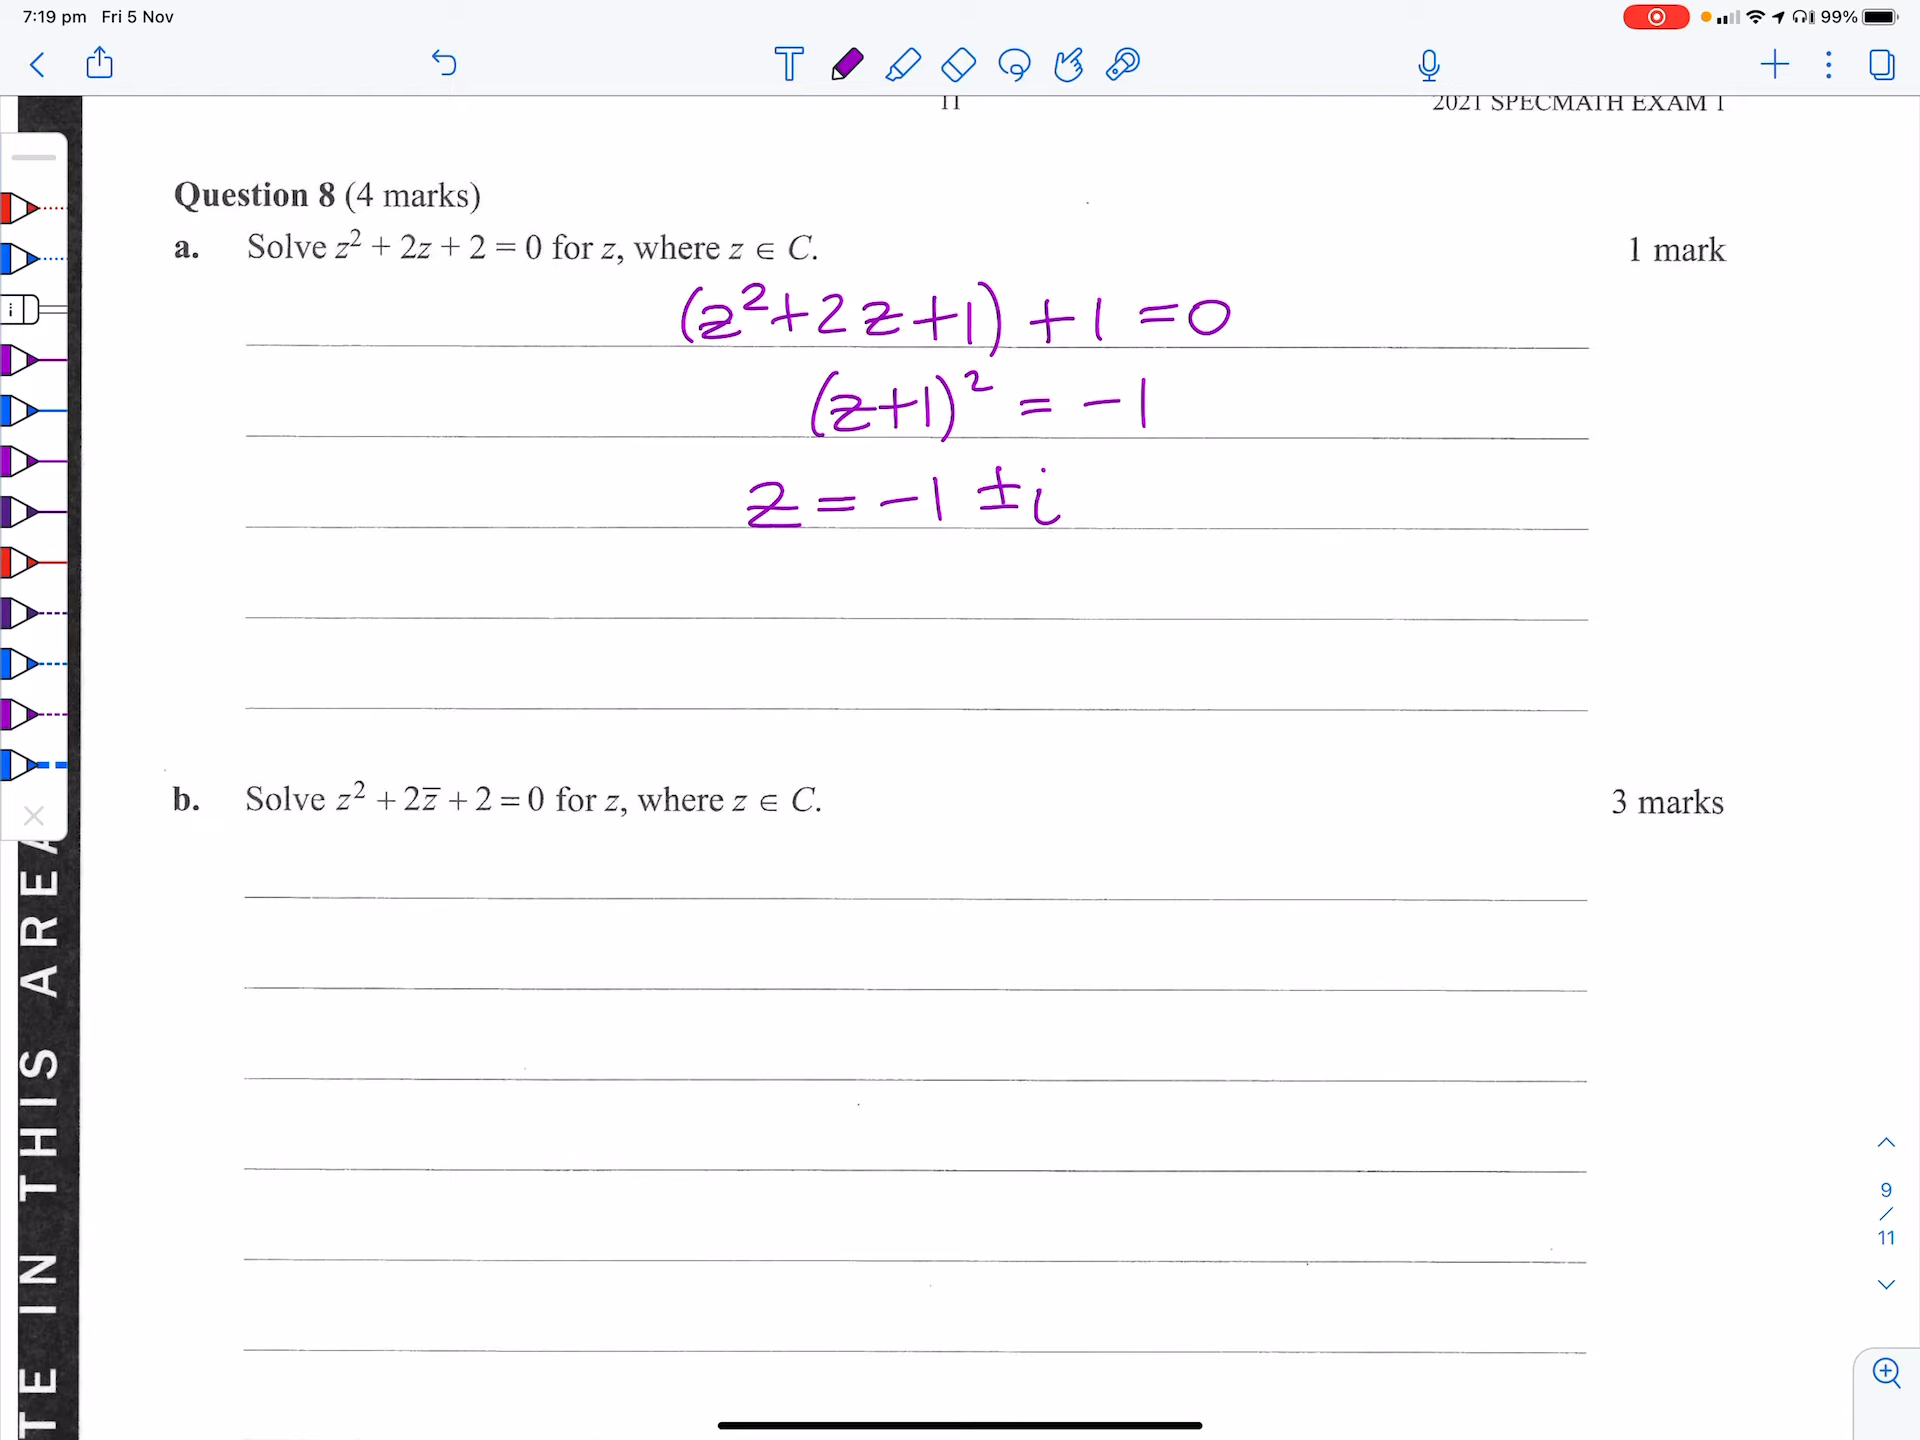 7:19 pm Fri 5 Nov
99%
11
2021 SPECMATH EXAM 1
Question 8 (4 marks)
a. Solve z² + 2z + 2 = 0 for z, where z ∈ C.
1 mark
(z²+2z+1) +1 =0
(z+1)² = -1
z = -1 ± i
b. Solve z² + 2z̅ + 2 = 0 for z, where z ∈ C.
3 marks
TE IN THIS AREA
9
/
11